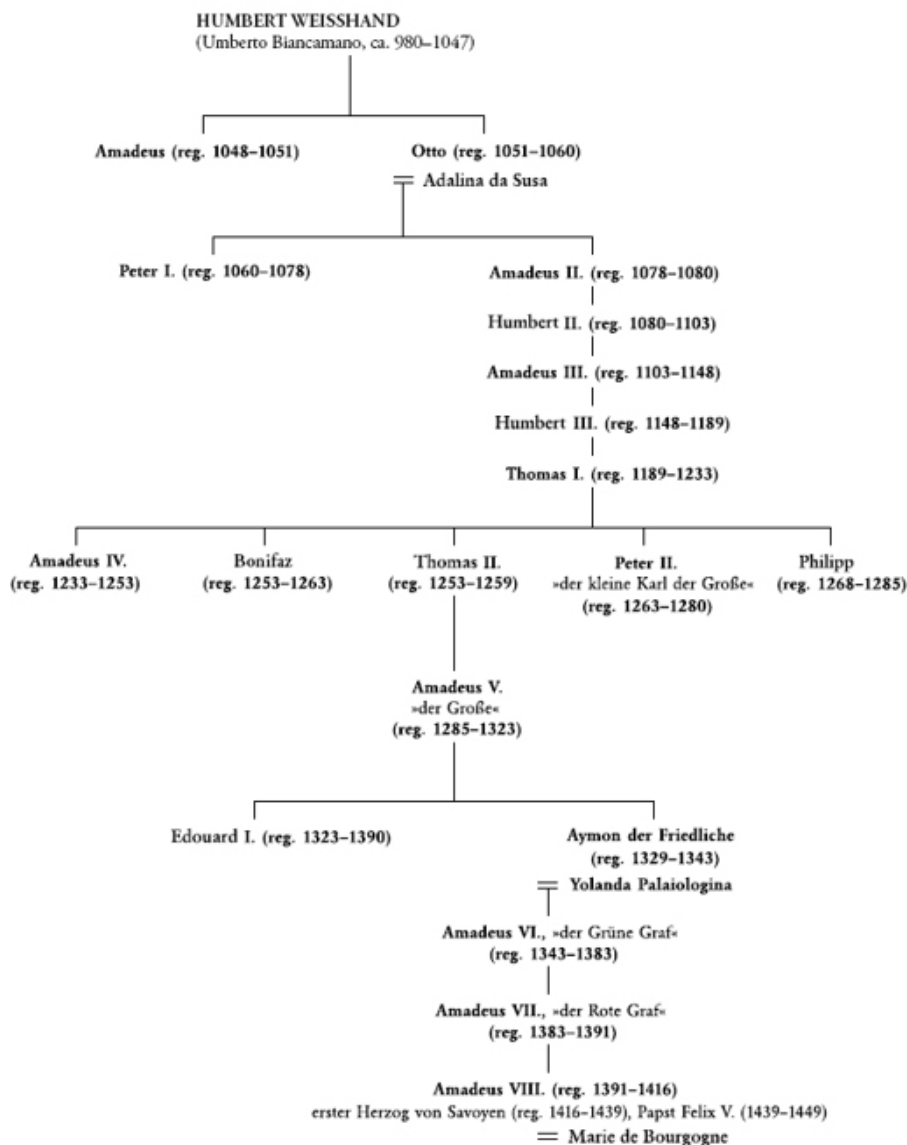 HUMBERT WEISSHAND
(Umberto Biancamano, ca. 980–1047)
Amadeus (reg. 1048–1051)
Otto (reg. 1051–1060)
Adalina da Susa
Peter I. (reg. 1060–1078)
Amadeus II. (reg. 1078–1080)
Humbert II. (reg. 1080–1103)
Amadeus III. (reg. 1103–1148)
Humbert III. (reg. 1148–1189)
Thomas I. (reg. 1189–1233)
Amadeus IV.
(reg. 1233–1253)
Bonifaz
(reg. 1253–1263)
Thomas II.
(reg. 1253–1259)
Peter II.
»der kleine Karl der Große«
(reg. 1263–1280)
Philipp
(reg. 1268–1285)
Amadeus V.
»der Große«
(reg. 1285–1323)
Edouard I. (reg. 1323–1390)
Aymon der Friedliche
(reg. 1329–1343)
Yolanda Palaiologina
Amadeus VI., »der Grüne Graf«
(reg. 1343–1383)
Amadeus VII., »der Rote Graf«
(reg. 1383–1391)
Amadeus VIII. (reg. 1391–1416)
erster Herzog von Savoyen (reg. 1416–1439), Papst Felix V. (1439–1449)
Marie de Bourgogne